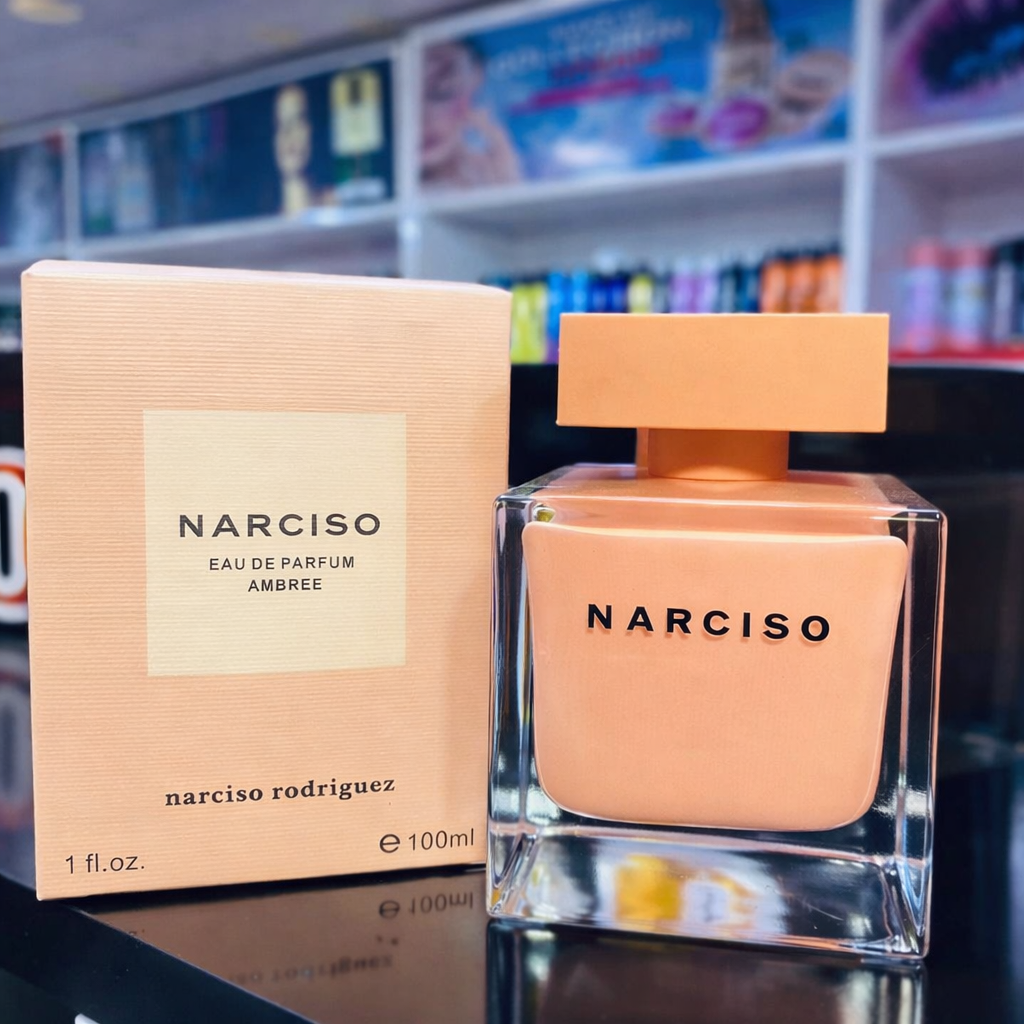 NARCISO
EAU DE PARFUM
AMBREE
narciso rodriguez
1 fl.oz.
e 100ml
NARCISO